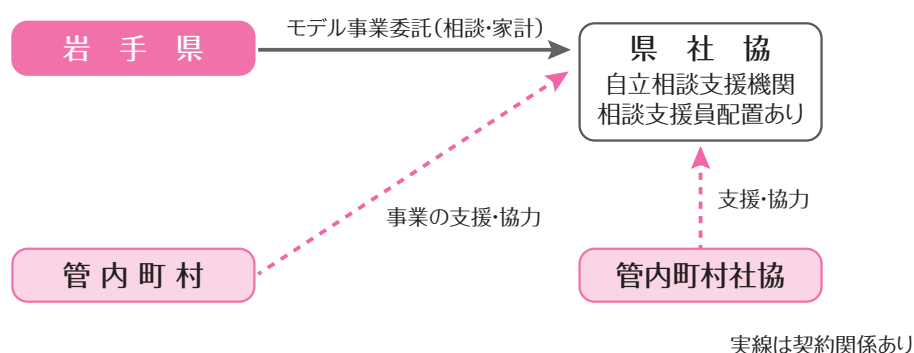 モデル事業委託(相談・家計)
岩手県
県社協
自立相談支援機関
相談支援員配置あり
事業の支援・協力
支援・協力
管内町村
管内町村社協
実線は契約関係あり